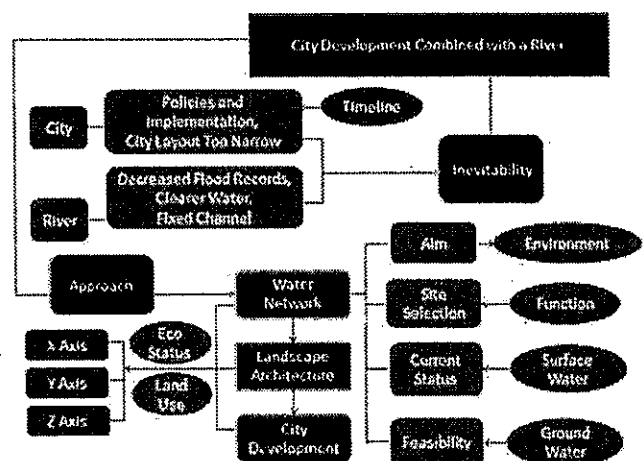 City Development Combined with a River
Policies and
Implementation,
City Layout Too Narrow
Timeline
City
Inevitability
Decreased Flood Records,
Clearer Water,
Fixed Channel
River
Aim
Environment
Approach
Water
Network
Site
Selection
Function
X Axis
Eco
Status
Landscape
Architecture
Current
Status
Surface
Water
Y Axis
Land
Use
Z Axis
City
Development
Feasibility
Ground
Water